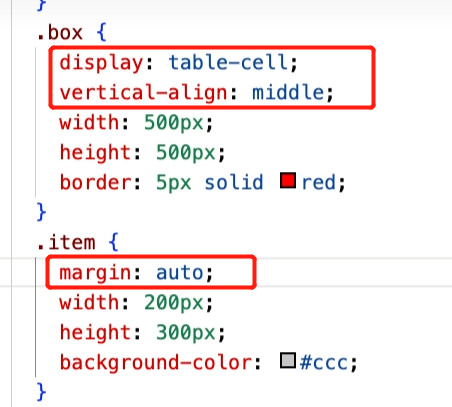 }
.box {
display: table-cell;
vertical-align: middle;
width: 500px;
height: 500px;
border: 5px solid red;
}
.item {
margin: auto;
width: 200px;
height: 300px;
background-color: #ccc;
}